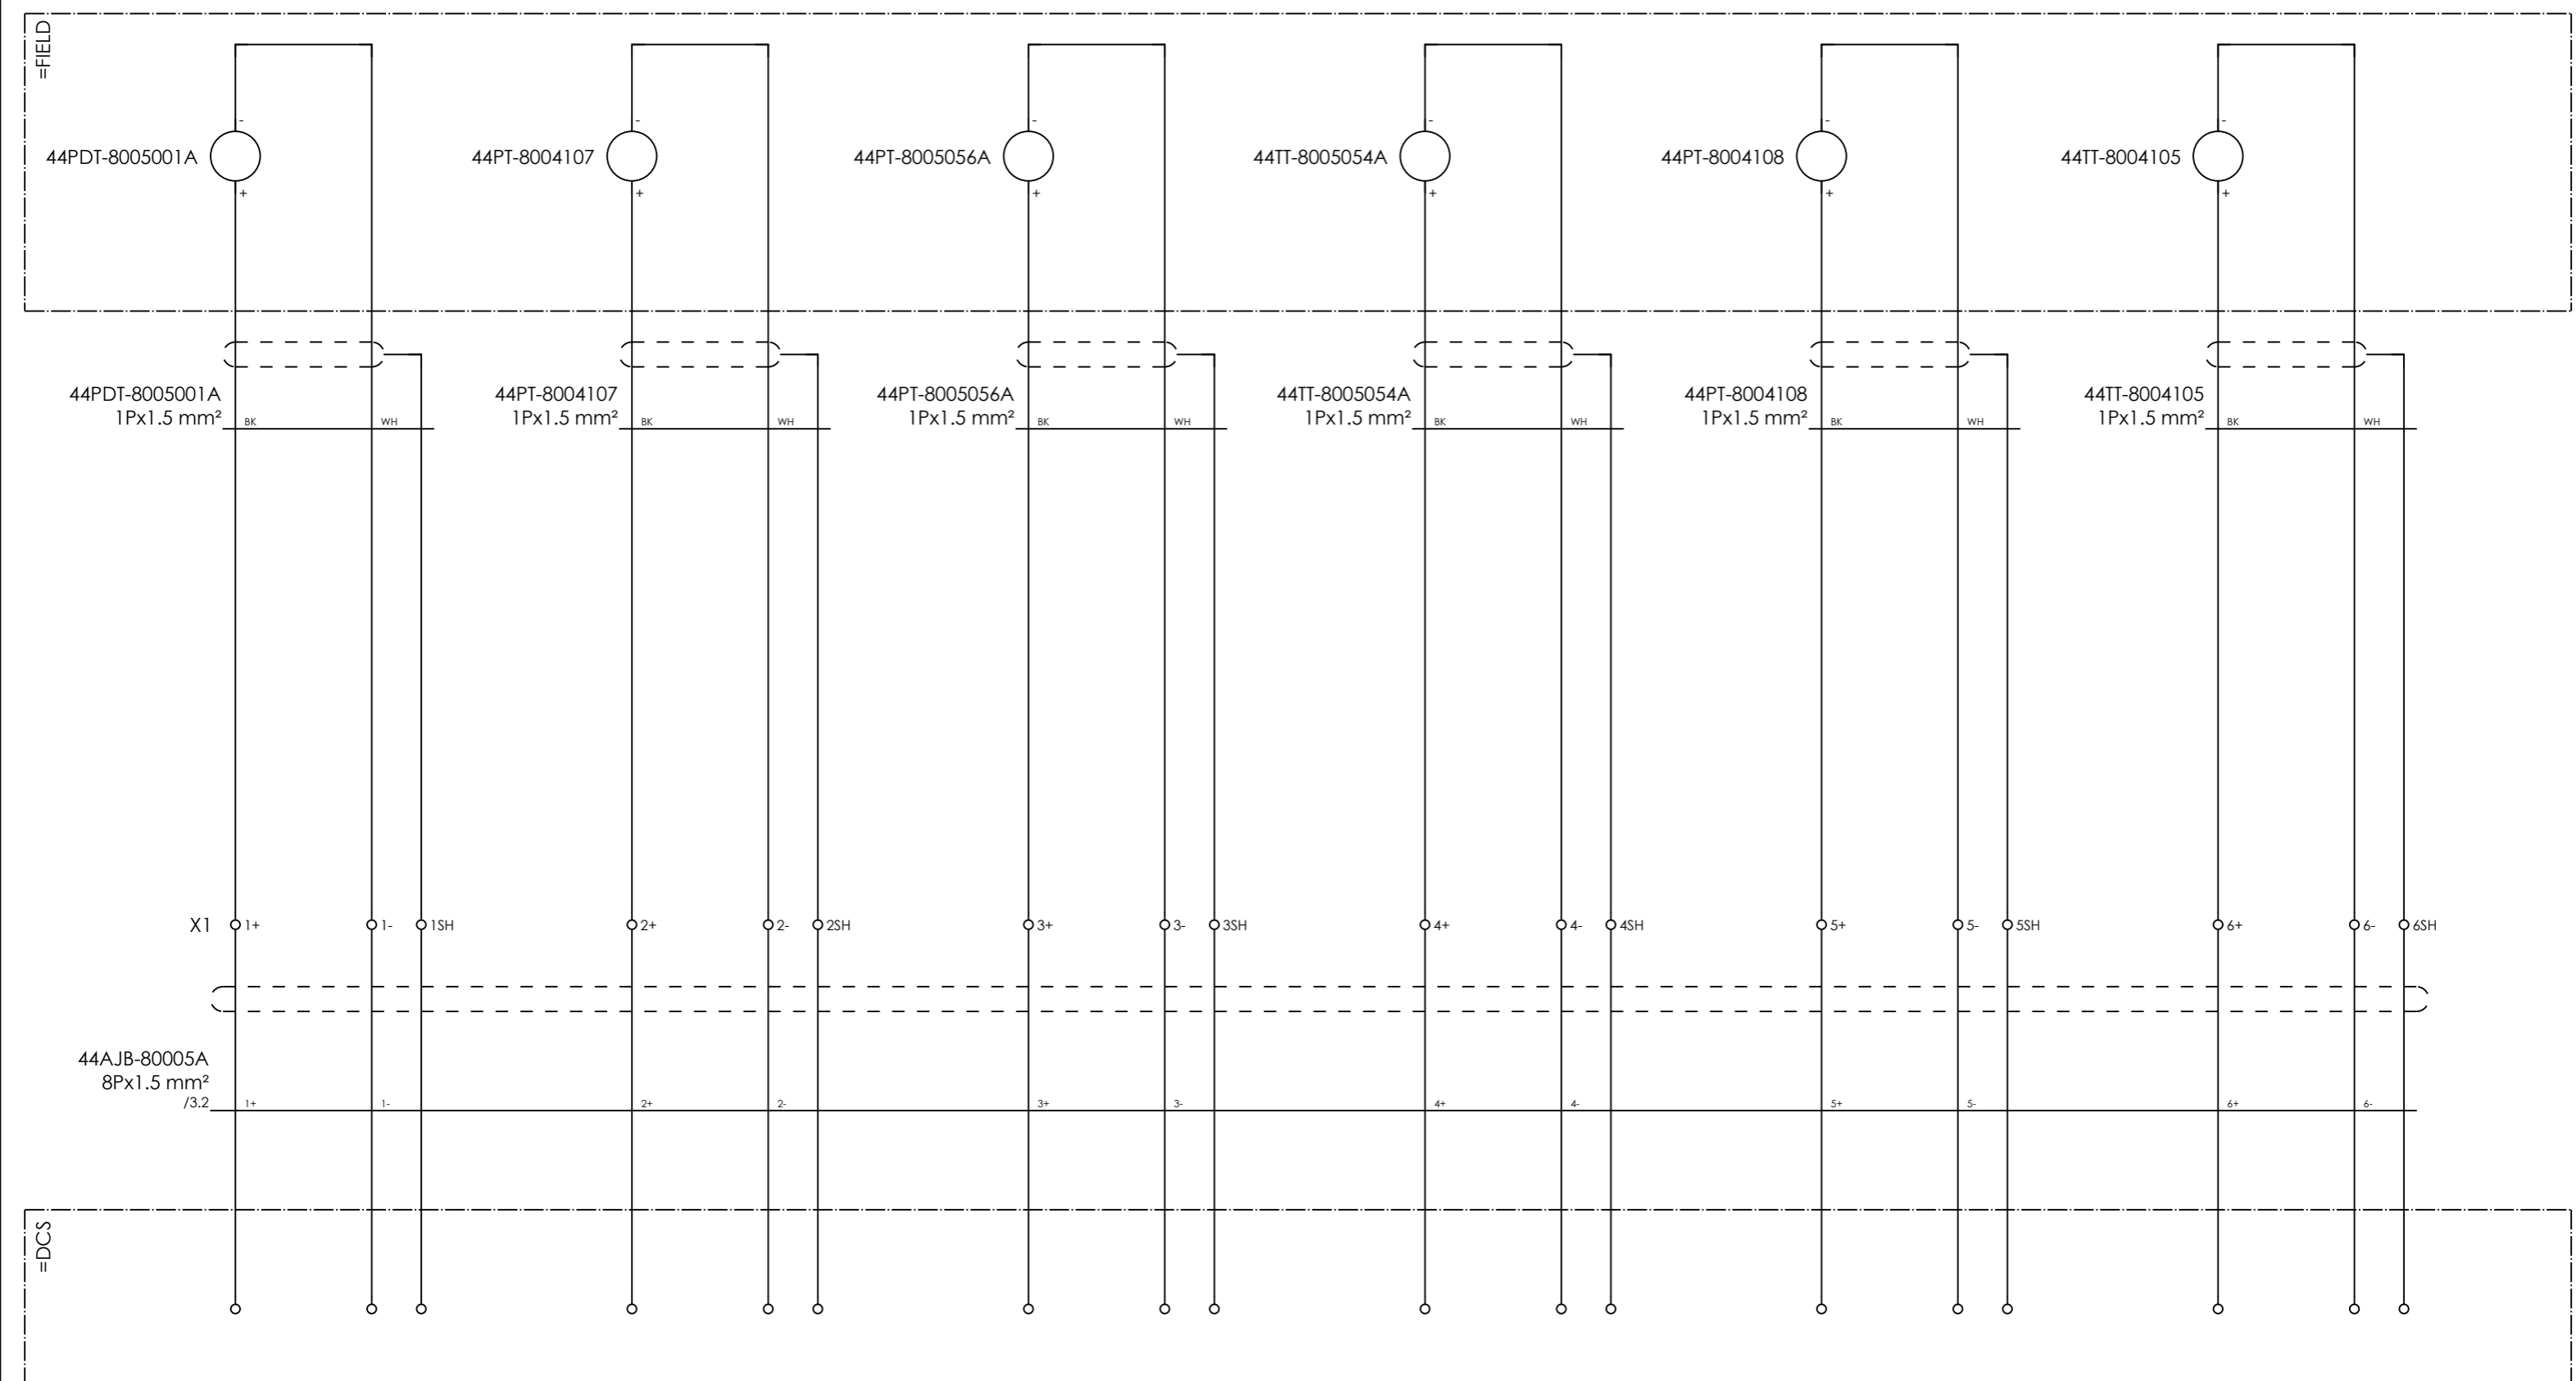 =FIELD
- - - - - -
44PDT-8005001A 44PT-8004107 44PT-8005056A 44TT-8005054A 44PT-8004108 44TT-8004105
+ + + + + +
44PDT-8005001A 44PT-8004107 44PT-8005056A 44TT-8005054A 44PT-8004108 44TT-8004105
1Px1.5 mm² BK WH 1Px1.5 mm² BK WH 1Px1.5 mm² BK WH 1Px1.5 mm² BK WH 1Px1.5 mm² BK WH 1Px1.5 mm² BK WH
X1 1+ 1- 1SH 2+ 2- 2SH 3+ 3- 3SH 4+ 4- 4SH 5+ 5- 5SH 6+ 6- 6SH
44AJB-80005A
8Px1.5 mm²
/3.2 1+ 1- 2+ 2- 3+ 3- 4+ 4- 5+ 5- 6+ 6-
=DCS